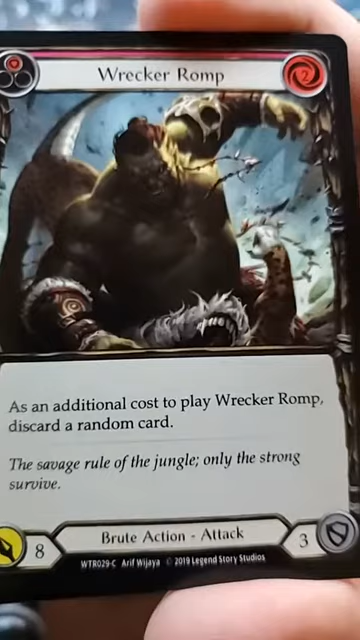 Wrecker Romp
2
As an additional cost to play Wrecker Romp,
discard a random card.
The savage rule of the jungle; only the strong
survive.
8
Brute Action - Attack
3
WTR029-C Arif Wijaya © 2019 Legend Story Studios